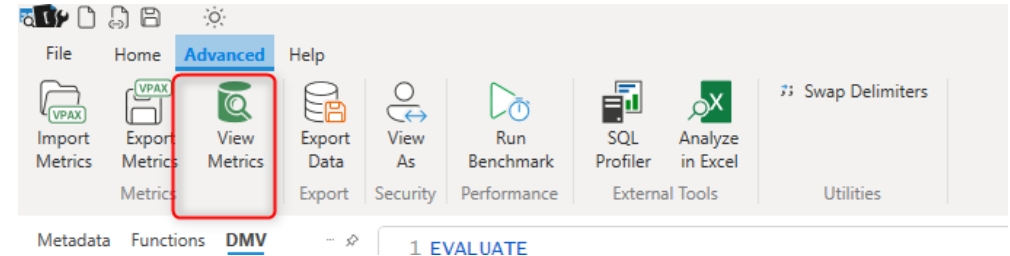 File Home Advanced Help
VPAX VPAX
Import Metrics
Export Metrics
View Metrics
Export Data
View As
Run Benchmark
SQL Profiler
Analyze in Excel
Swap Delimiters
Metrics Export Security Performance External Tools Utilities
Metadata Functions DMV
1 EVALUATE